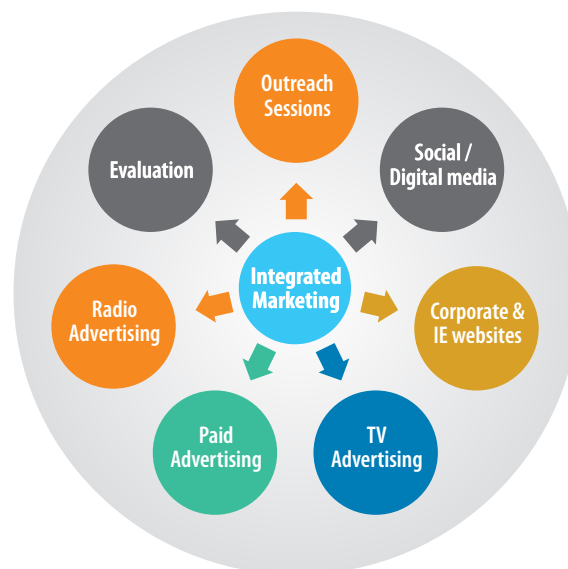 Outreach
Sessions
Social /
Digital media
Evaluation
Integrated
Marketing
Corporate &
IE websites
Radio
Advertising
TV
Advertising
Paid
Advertising